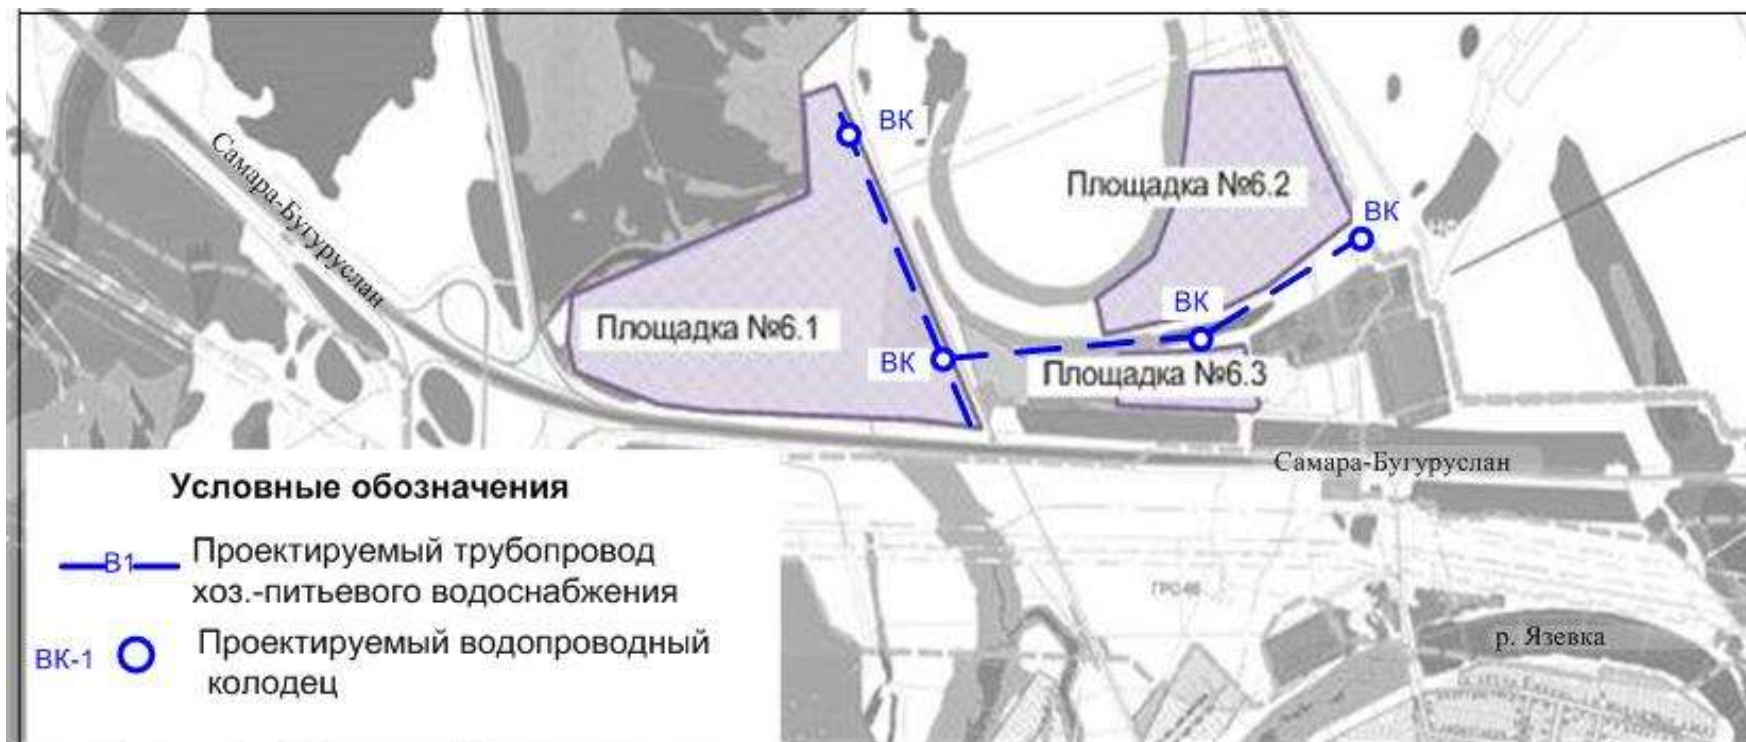 ВК
Самара-Бугуруслан
Площадка №6.2
ВК
ВК
Площадка №6.1
ВК
Площадка №6.3
Самара-Бугуруслан
Условные обозначения
В1
Проектируемый трубопровод
хоз.-питьевого водоснабжения
ВК-1
Проектируемый водопроводный
колодец
р. Язевка